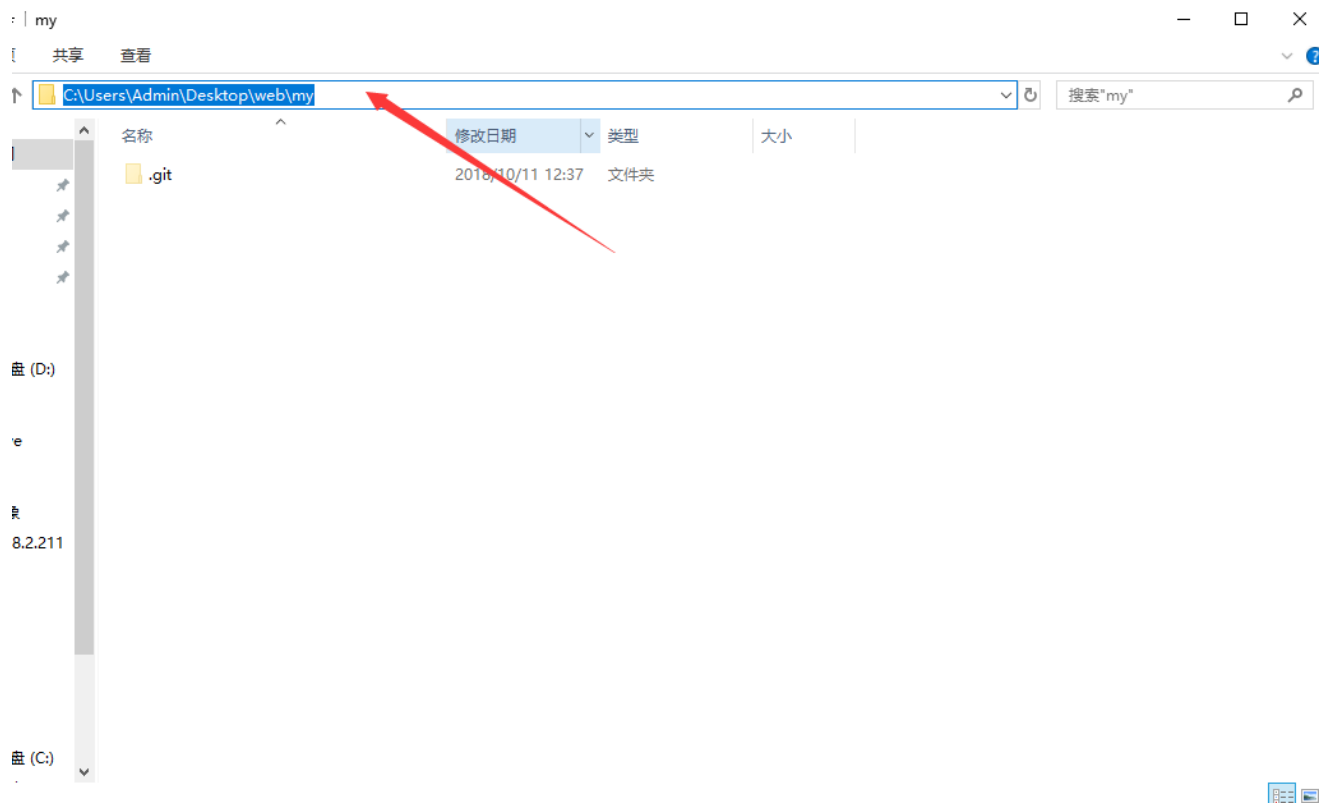 my
共享 查看
C:\Users\Admin\Desktop\web\my
搜索"my"
名称 修改日期 类型 大小
.git 2018/10/11 12:37 文件夹
盘 (D:)
8.2.211
盘 (C:)